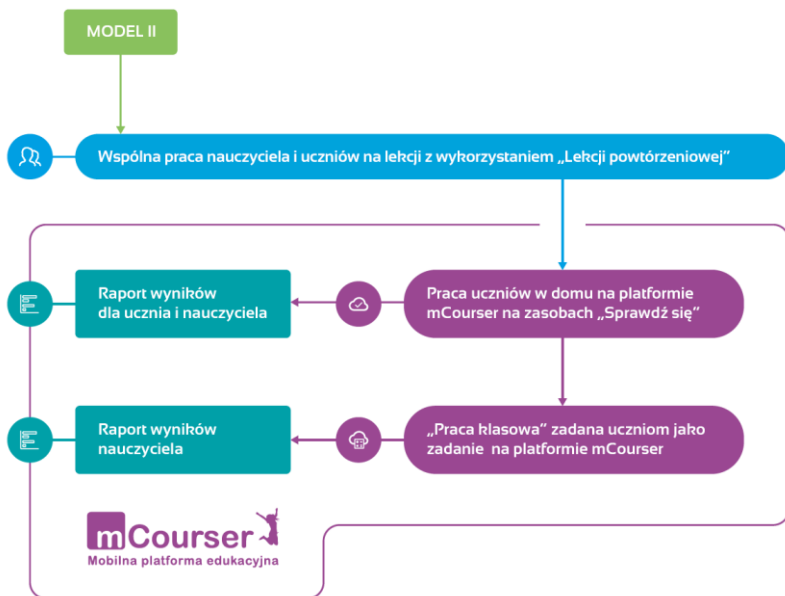 MODEL II
Wspólna praca nauczyciela i uczniów na lekcji z wykorzystaniem „Lekcji powtórzeniowej”
Raport wyników
dla ucznia i nauczyciela
Praca uczniów w domu na platformie
mCourser na zasobach „Sprawdź się”
Raport wyników
nauczyciela
„Praca klasowa” zadana uczniom jako
zadanie na platformie mCourser
mCourser
Mobilna platforma edukacyjna